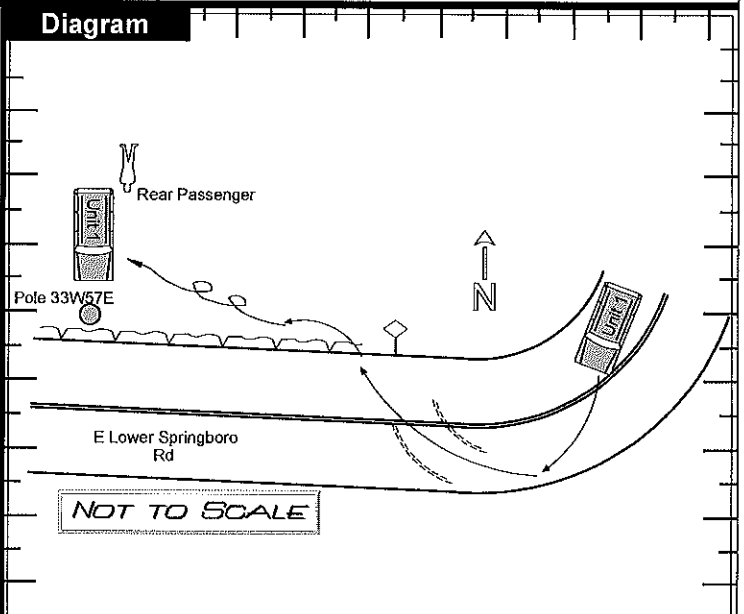 Diagram
Rear Passenger
Unit 1
Pole 33W57E
N
Unit 1
E Lower Springboro
Rd
NOT TO SCALE